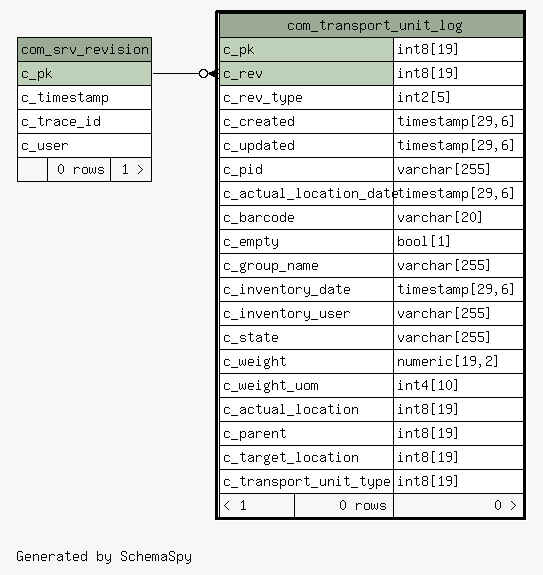 com_srv_revision
c_pk
c_timestamp
c_trace_id
c_user
0 rows 1 >
com_transport_unit_log
c_pk int8[19]
c_rev int8[19]
c_rev_type int2[5]
c_created timestamp[29,6]
c_updated timestamp[29,6]
c_pid varchar[255]
c_actual_location_date timestamp[29,6]
c_barcode varchar[20]
c_empty bool[1]
c_group_name varchar[255]
c_inventory_date timestamp[29,6]
c_inventory_user varchar[255]
c_state varchar[255]
c_weight numeric[19,2]
c_weight_uom int4[10]
c_actual_location int8[19]
c_parent int8[19]
c_target_location int8[19]
c_transport_unit_type int8[19]
< 1 0 rows 0 >
Generated by SchemaSpy